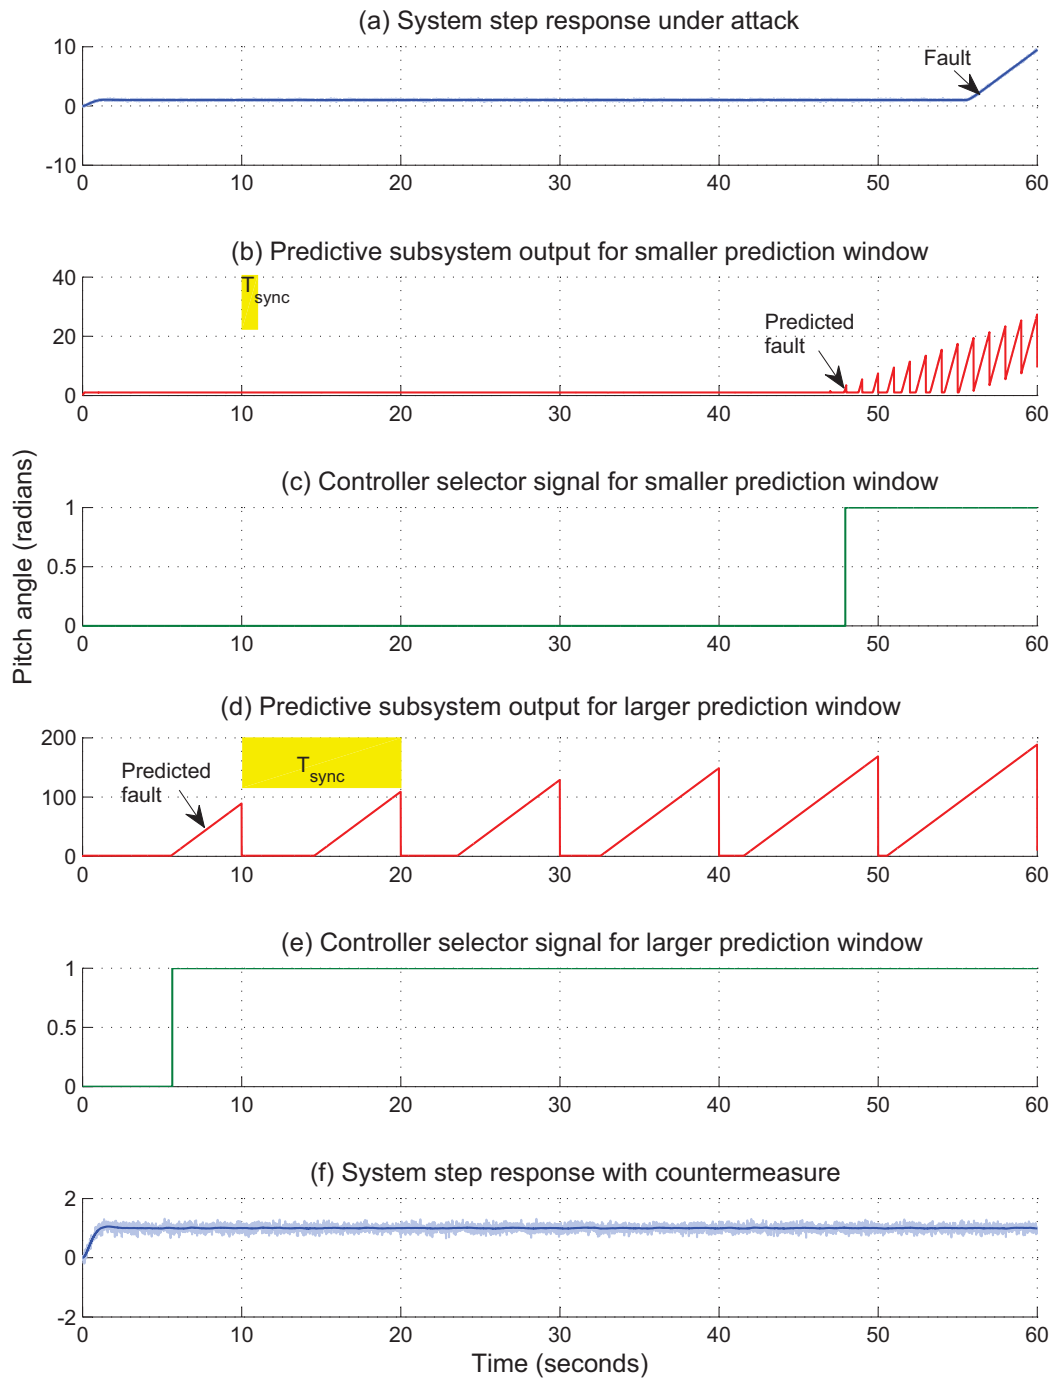 (a) System step response under attack
10
0
-10
Fault
0 10 20 30 40 50 60
(b) Predictive subsystem output for smaller prediction window
40
20
0
Tsync
Predicted
fault
0 10 20 30 40 50 60
Pitch angle (radians)
(c) Controller selector signal for smaller prediction window
1
0.5
0
0 10 20 30 40 50 60
(d) Predictive subsystem output for larger prediction window
200
100
0
Predicted
fault
Tsync
0 10 20 30 40 50 60
(e) Controller selector signal for larger prediction window
1
0.5
0
0 10 20 30 40 50 60
(f) System step response with countermeasure
2
0
-2
0 10 20 30 40 50 60
Time (seconds)